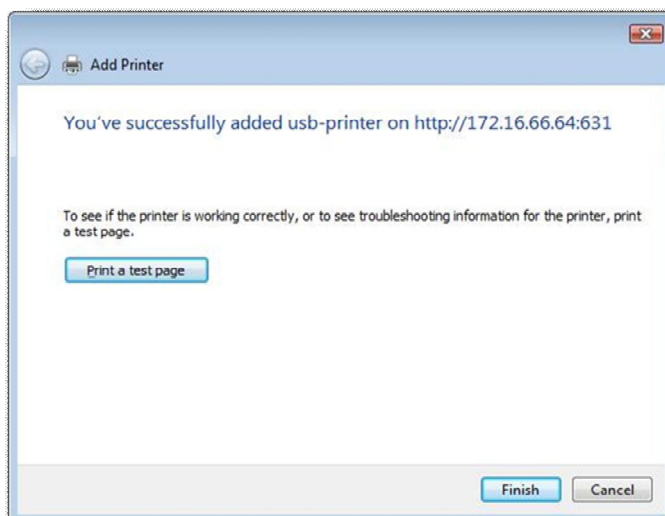 Add Printer
You've successfully added usb-printer on http://172.16.66.64:631
To see if the printer is working correctly, or to see troubleshooting information for the printer, print
a test page.
Print a test page
Finish Cancel